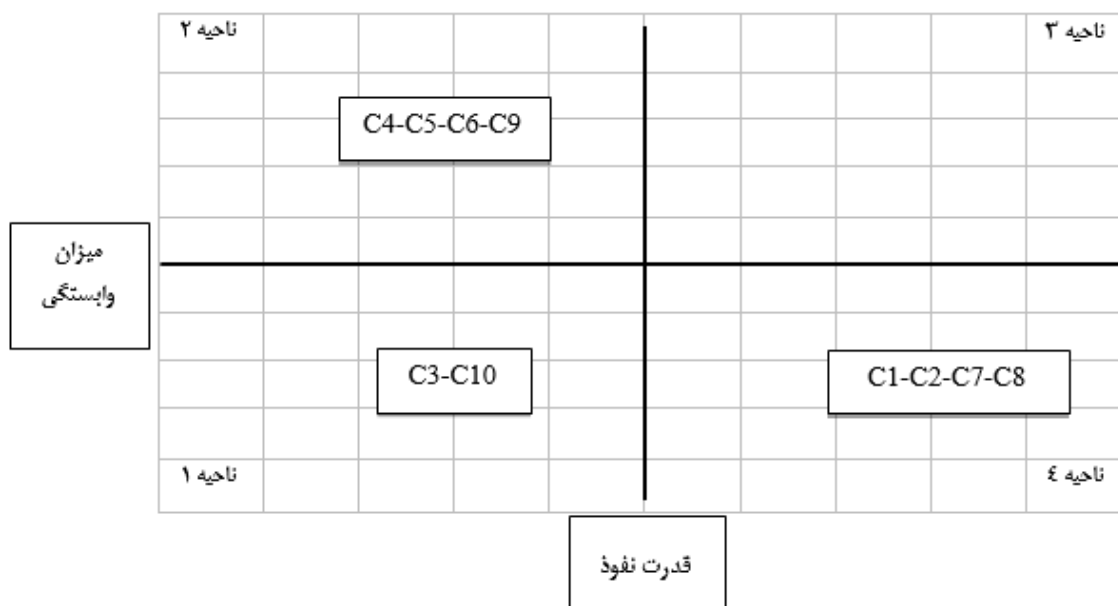 ناحیه ۲
ناحیه ۳
C4-C5-C6-C9
میزان
وابستگی
C3-C10
C1-C2-C7-C8
ناحیه ۱
ناحیه ٤
قدرت نفوذ